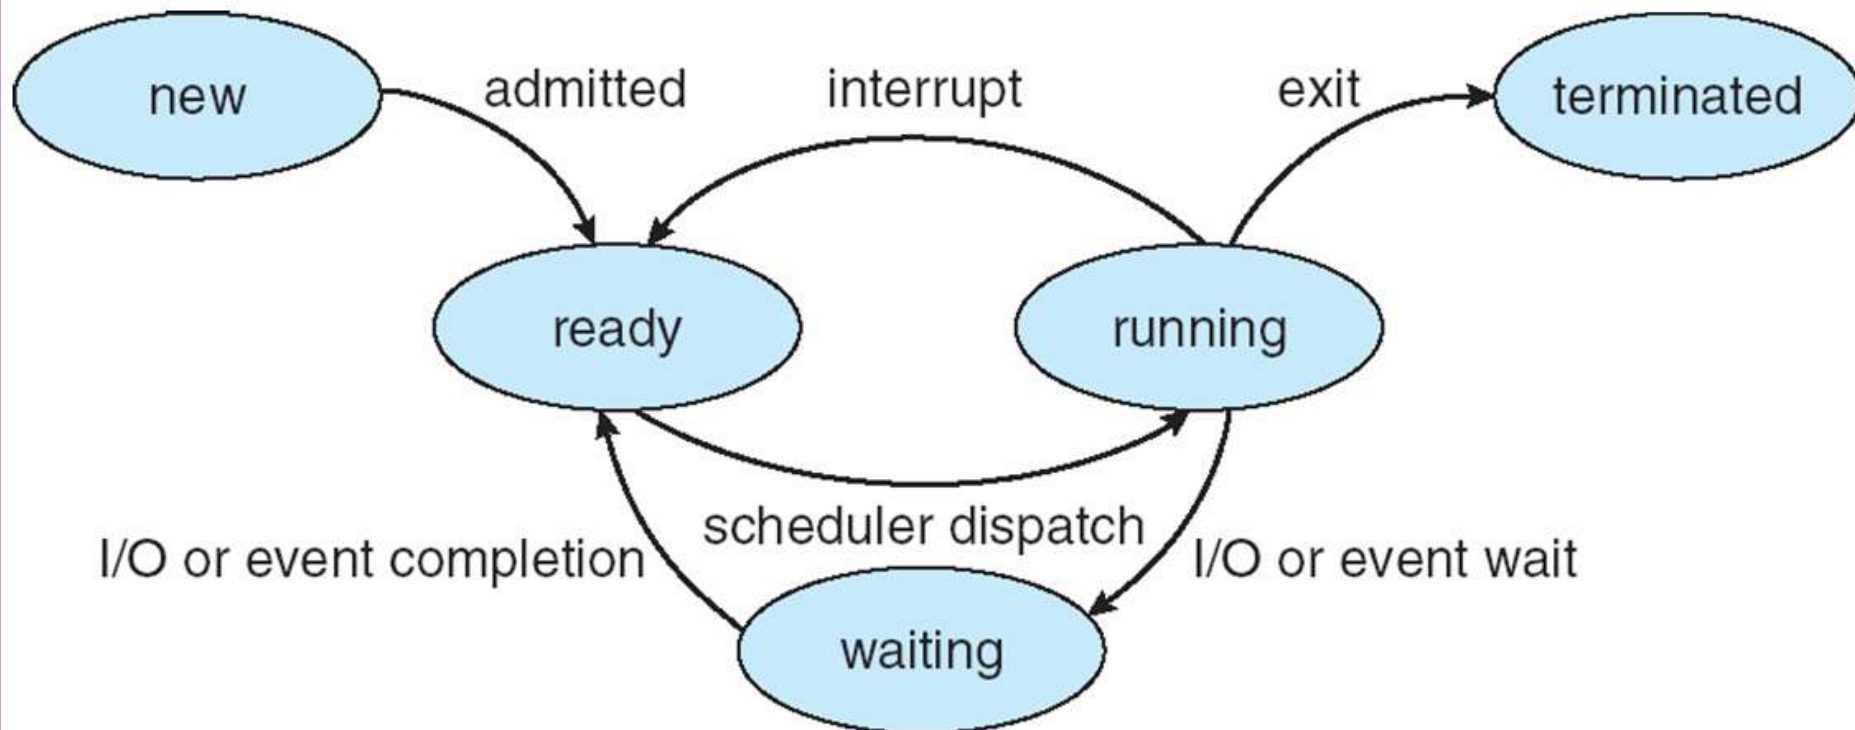 new
admitted
interrupt
exit
terminated
ready
running
scheduler dispatch
I/O or event completion
I/O or event wait
waiting